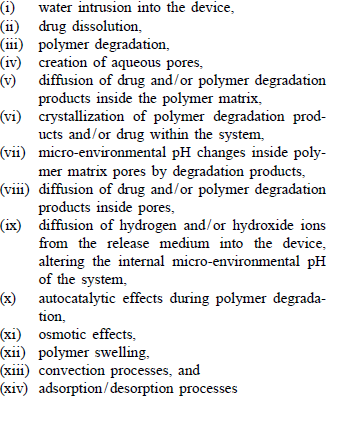 (i) water intrusion into the device,
(ii) drug dissolution,
(iii) polymer degradation,
(iv) creation of aqueous pores,
(v) diffusion of drug and/or polymer degradation
products inside the polymer matrix,
(vi) crystallization of polymer degradation prod-
ucts and/or drug within the system,
(vii) micro-environmental pH changes inside poly-
mer matrix pores by degradation products,
(viii) diffusion of drug and/or polymer degradation
products inside pores,
(ix) diffusion of hydrogen and/or hydroxide ions
from the release medium into the device,
altering the internal micro-environmental pH
of the system,
(x) autocatalytic effects during polymer degrada-
tion,
(xi) osmotic effects,
(xii) polymer swelling,
(xiii) convection processes, and
(xiv) adsorption/desorption processes